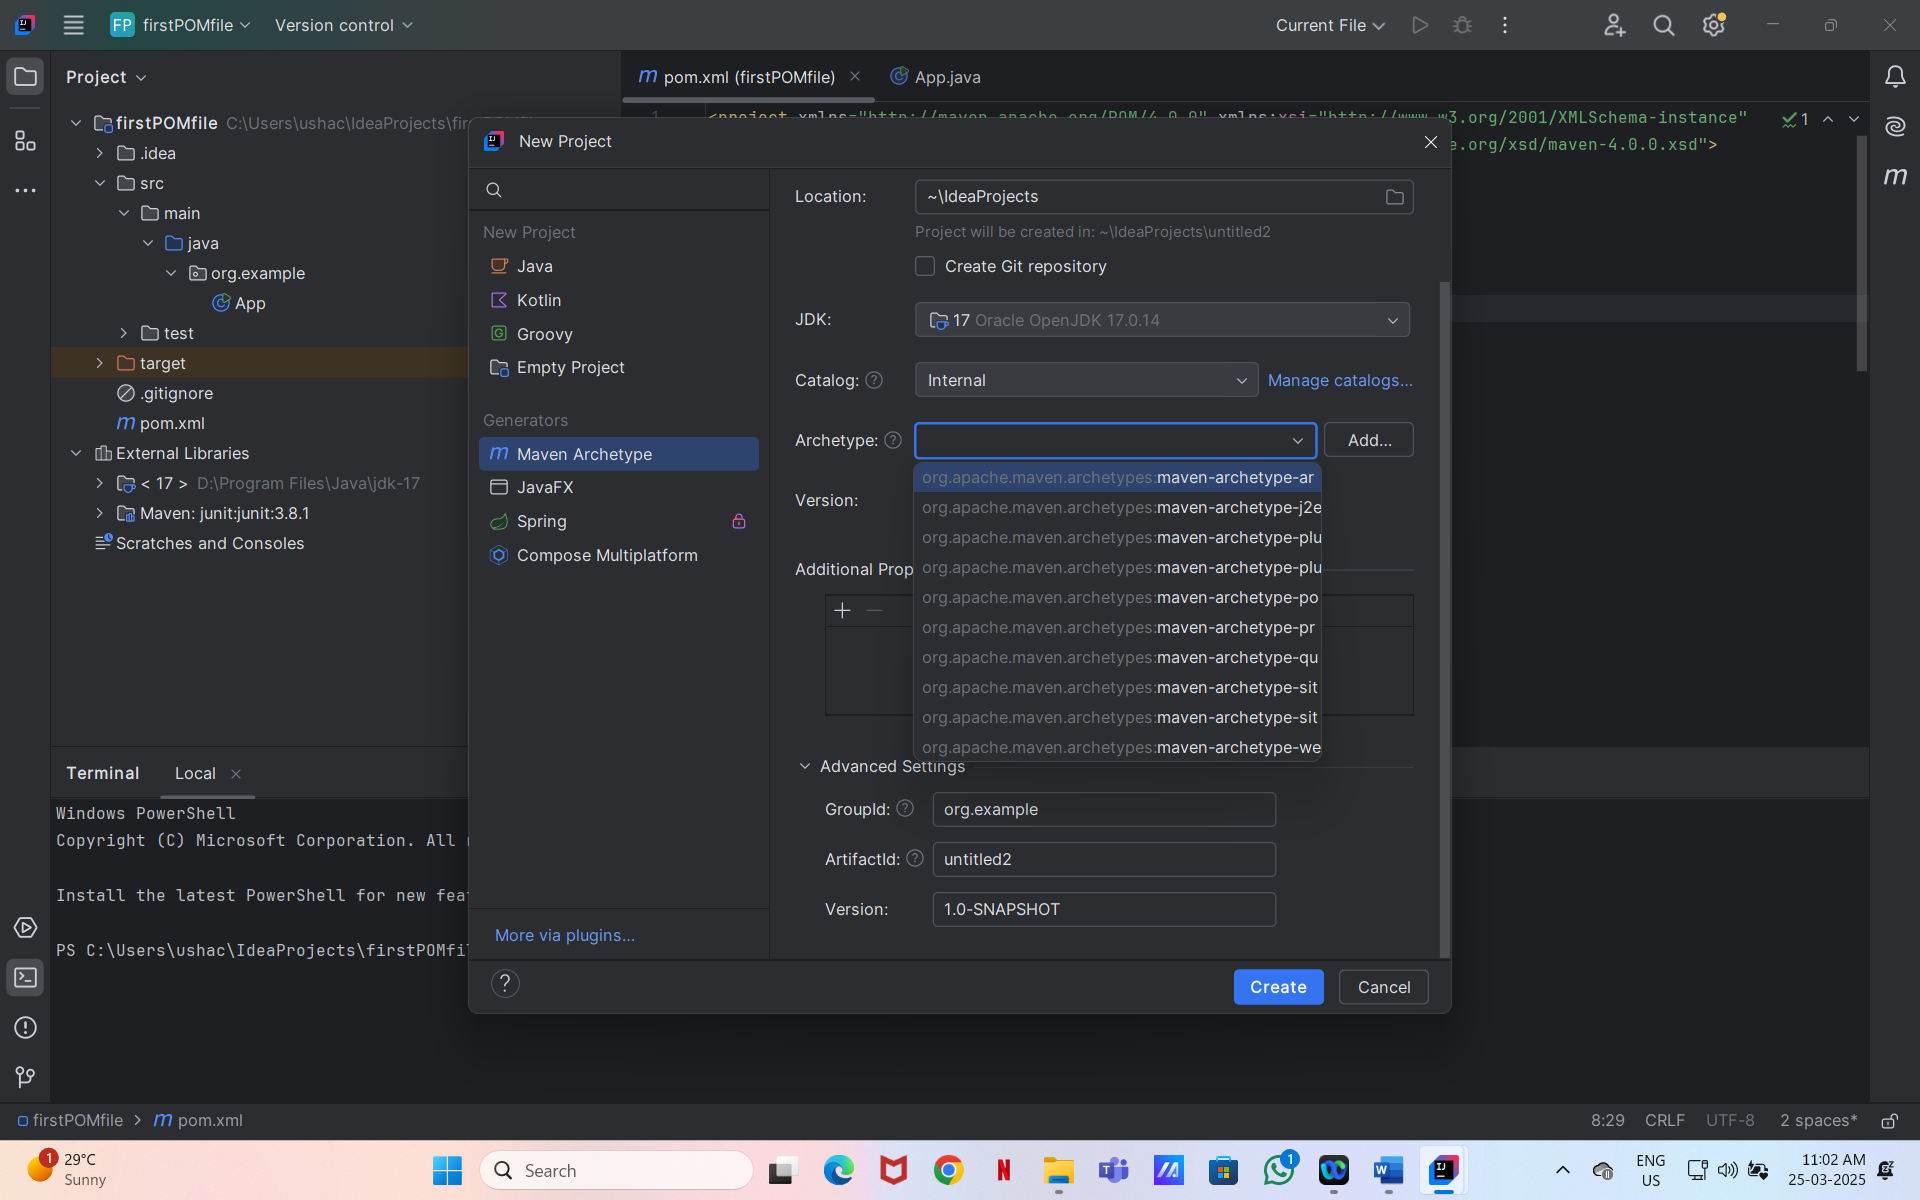 FP firstPOMfile Version control Current File
Project
pom.xml (firstPOMfile) App.java
firstPOMfile C:\Users\ushac\IdeaProjects\fir
.idea
src
main
java
org.example
App
test
target
.gitignore
pom.xml
External Libraries
< 17 > D:\Program Files\Java\jdk-17
Maven: junit:junit:3.8.1
Scratches and Consoles
1
w3.org/2001/XMLSchema-instance"
e.org/xsd/maven-4.0.0.xsd">
1
New Project
New Project
Java
Kotlin
Groovy
Empty Project
Generators
Maven Archetype
JavaFX
Spring
Compose Multiplatform
More via plugins...
Location: ~\IdeaProjects
Project will be created in: ~\IdeaProjects\untitled2
Create Git repository
JDK: 17 Oracle OpenJDK 17.0.14
Catalog: ? Internal Manage catalogs...
Archetype: ? Add...
org.apache.maven.archetypes:maven-archetype-ar
Version:
org.apache.maven.archetypes:maven-archetype-j2e
org.apache.maven.archetypes:maven-archetype-plu
Additional Prop
org.apache.maven.archetypes:maven-archetype-plu
org.apache.maven.archetypes:maven-archetype-po
org.apache.maven.archetypes:maven-archetype-pr
org.apache.maven.archetypes:maven-archetype-qu
org.apache.maven.archetypes:maven-archetype-sit
org.apache.maven.archetypes:maven-archetype-sit
org.apache.maven.archetypes:maven-archetype-we
Advanced Settings
GroupId: ? org.example
ArtifactId: ? untitled2
Version: 1.0-SNAPSHOT
? Create Cancel
Terminal Local
Windows PowerShell
Copyright (C) Microsoft Corporation. All
Install the latest PowerShell for new fea
PS C:\Users\ushac\IdeaProjects\firstPOMfil
firstPOMfile > pom.xml 8:29 CRLF UTF-8 2 spaces*
1 29°C
Sunny
Search
1
ENG
US
11:02 AM
25-03-2025